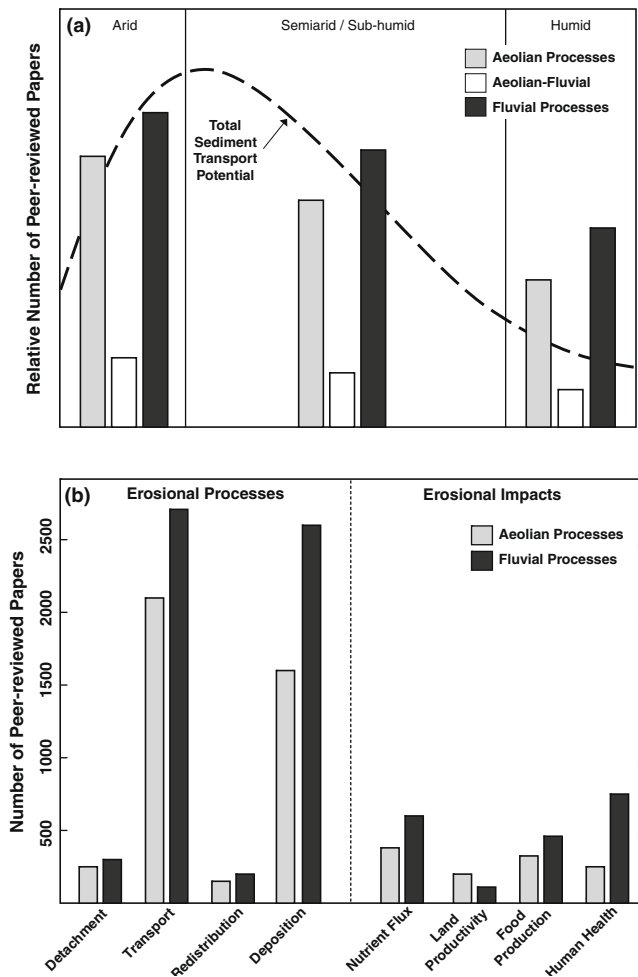 (a)
Arid
Semiarid / Sub-humid
Humid
Aeolian Processes
Aeolian-Fluvial
Fluvial Processes
Total
Sediment
Transport
Potential
Relative Number of Peer-reviewed Papers
(b)
Erosional Processes
Erosional Impacts
Aeolian Processes
Fluvial Processes
Number of Peer-reviewed Papers
2500
2000
1500
1000
500
Detachment
Transport
Redistribution
Deposition
Nutrient Flux
Land
Productivity
Food
Production
Human Health